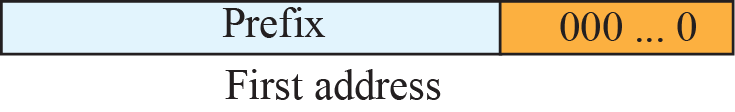 Prefix 000 ... 0
First address